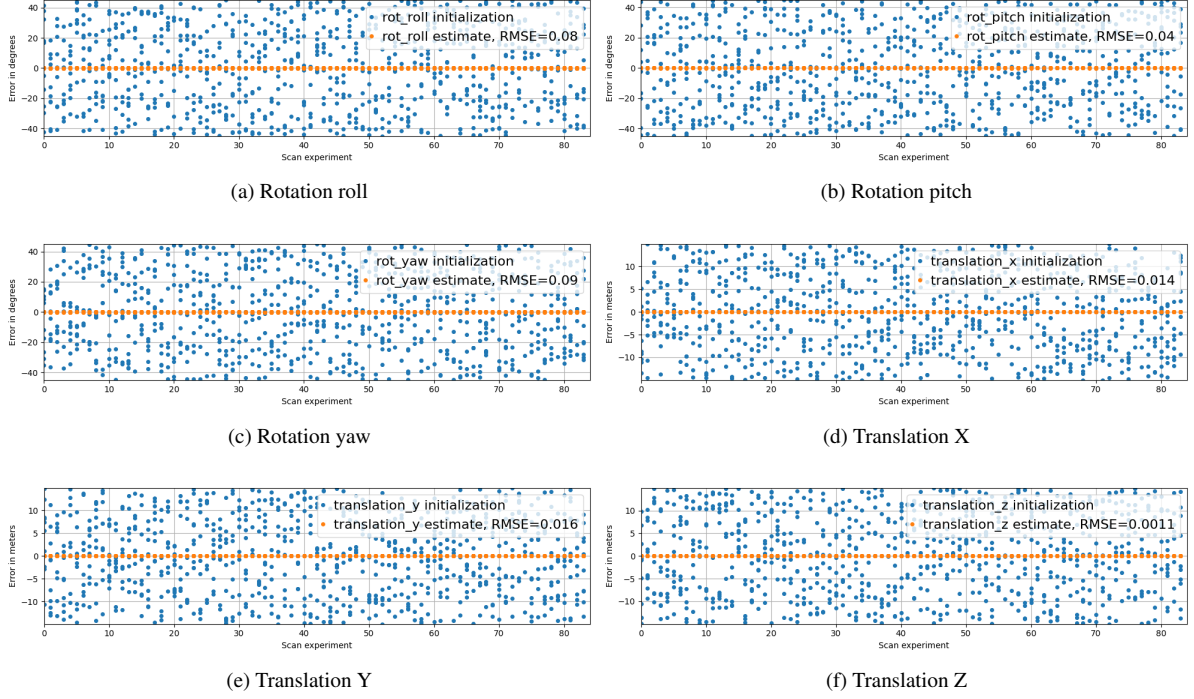 rot_roll initialization
rot_roll estimate, RMSE=0.08
Error in degrees
40
20
0
−20
−40
0 10 20 30 40 50 60 70 80
Scan experiment
(a) Rotation roll
rot_pitch initialization
rot_pitch estimate, RMSE=0.04
Error in degrees
40
20
0
−20
−40
0 10 20 30 40 50 60 70 80
Scan experiment
(b) Rotation pitch
rot_yaw initialization
rot_yaw estimate, RMSE=0.09
Error in degrees
40
20
0
−20
−40
0 10 20 30 40 50 60 70 80
Scan experiment
(c) Rotation yaw
translation_x initialization
translation_x estimate, RMSE=0.014
Error in meters
10
5
0
−5
−10
0 10 20 30 40 50 60 70 80
Scan experiment
(d) Translation X
translation_y initialization
translation_y estimate, RMSE=0.016
Error in meters
10
5
0
−5
−10
0 10 20 30 40 50 60 70 80
Scan experiment
(e) Translation Y
translation_z initialization
translation_z estimate, RMSE=0.0011
Error in meters
10
5
0
−5
−10
0 10 20 30 40 50 60 70 80
Scan experiment
(f) Translation Z